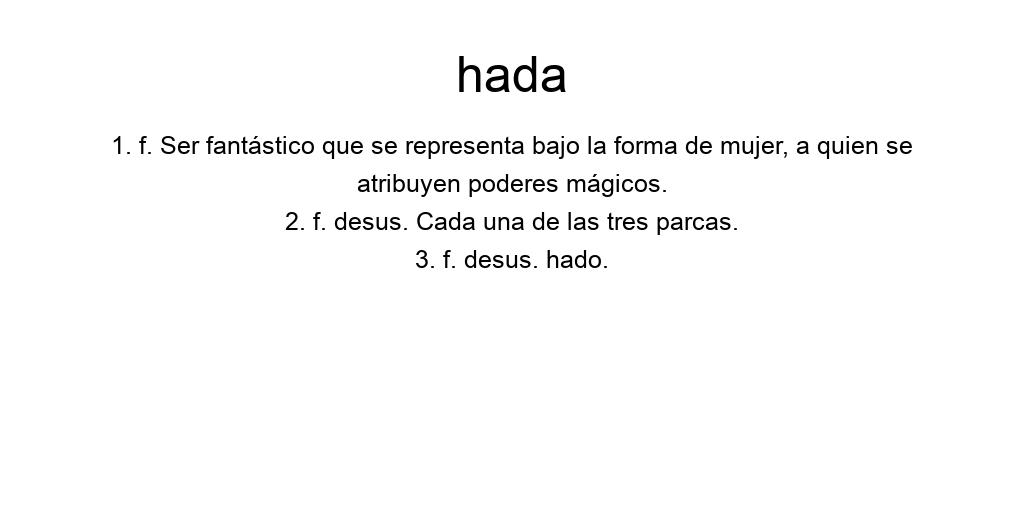 hada
1. f. Ser fantástico que se representa bajo la forma de mujer, a quien se
atribuyen poderes mágicos.
2. f. desus. Cada una de las tres parcas.
3. f. desus. hado.